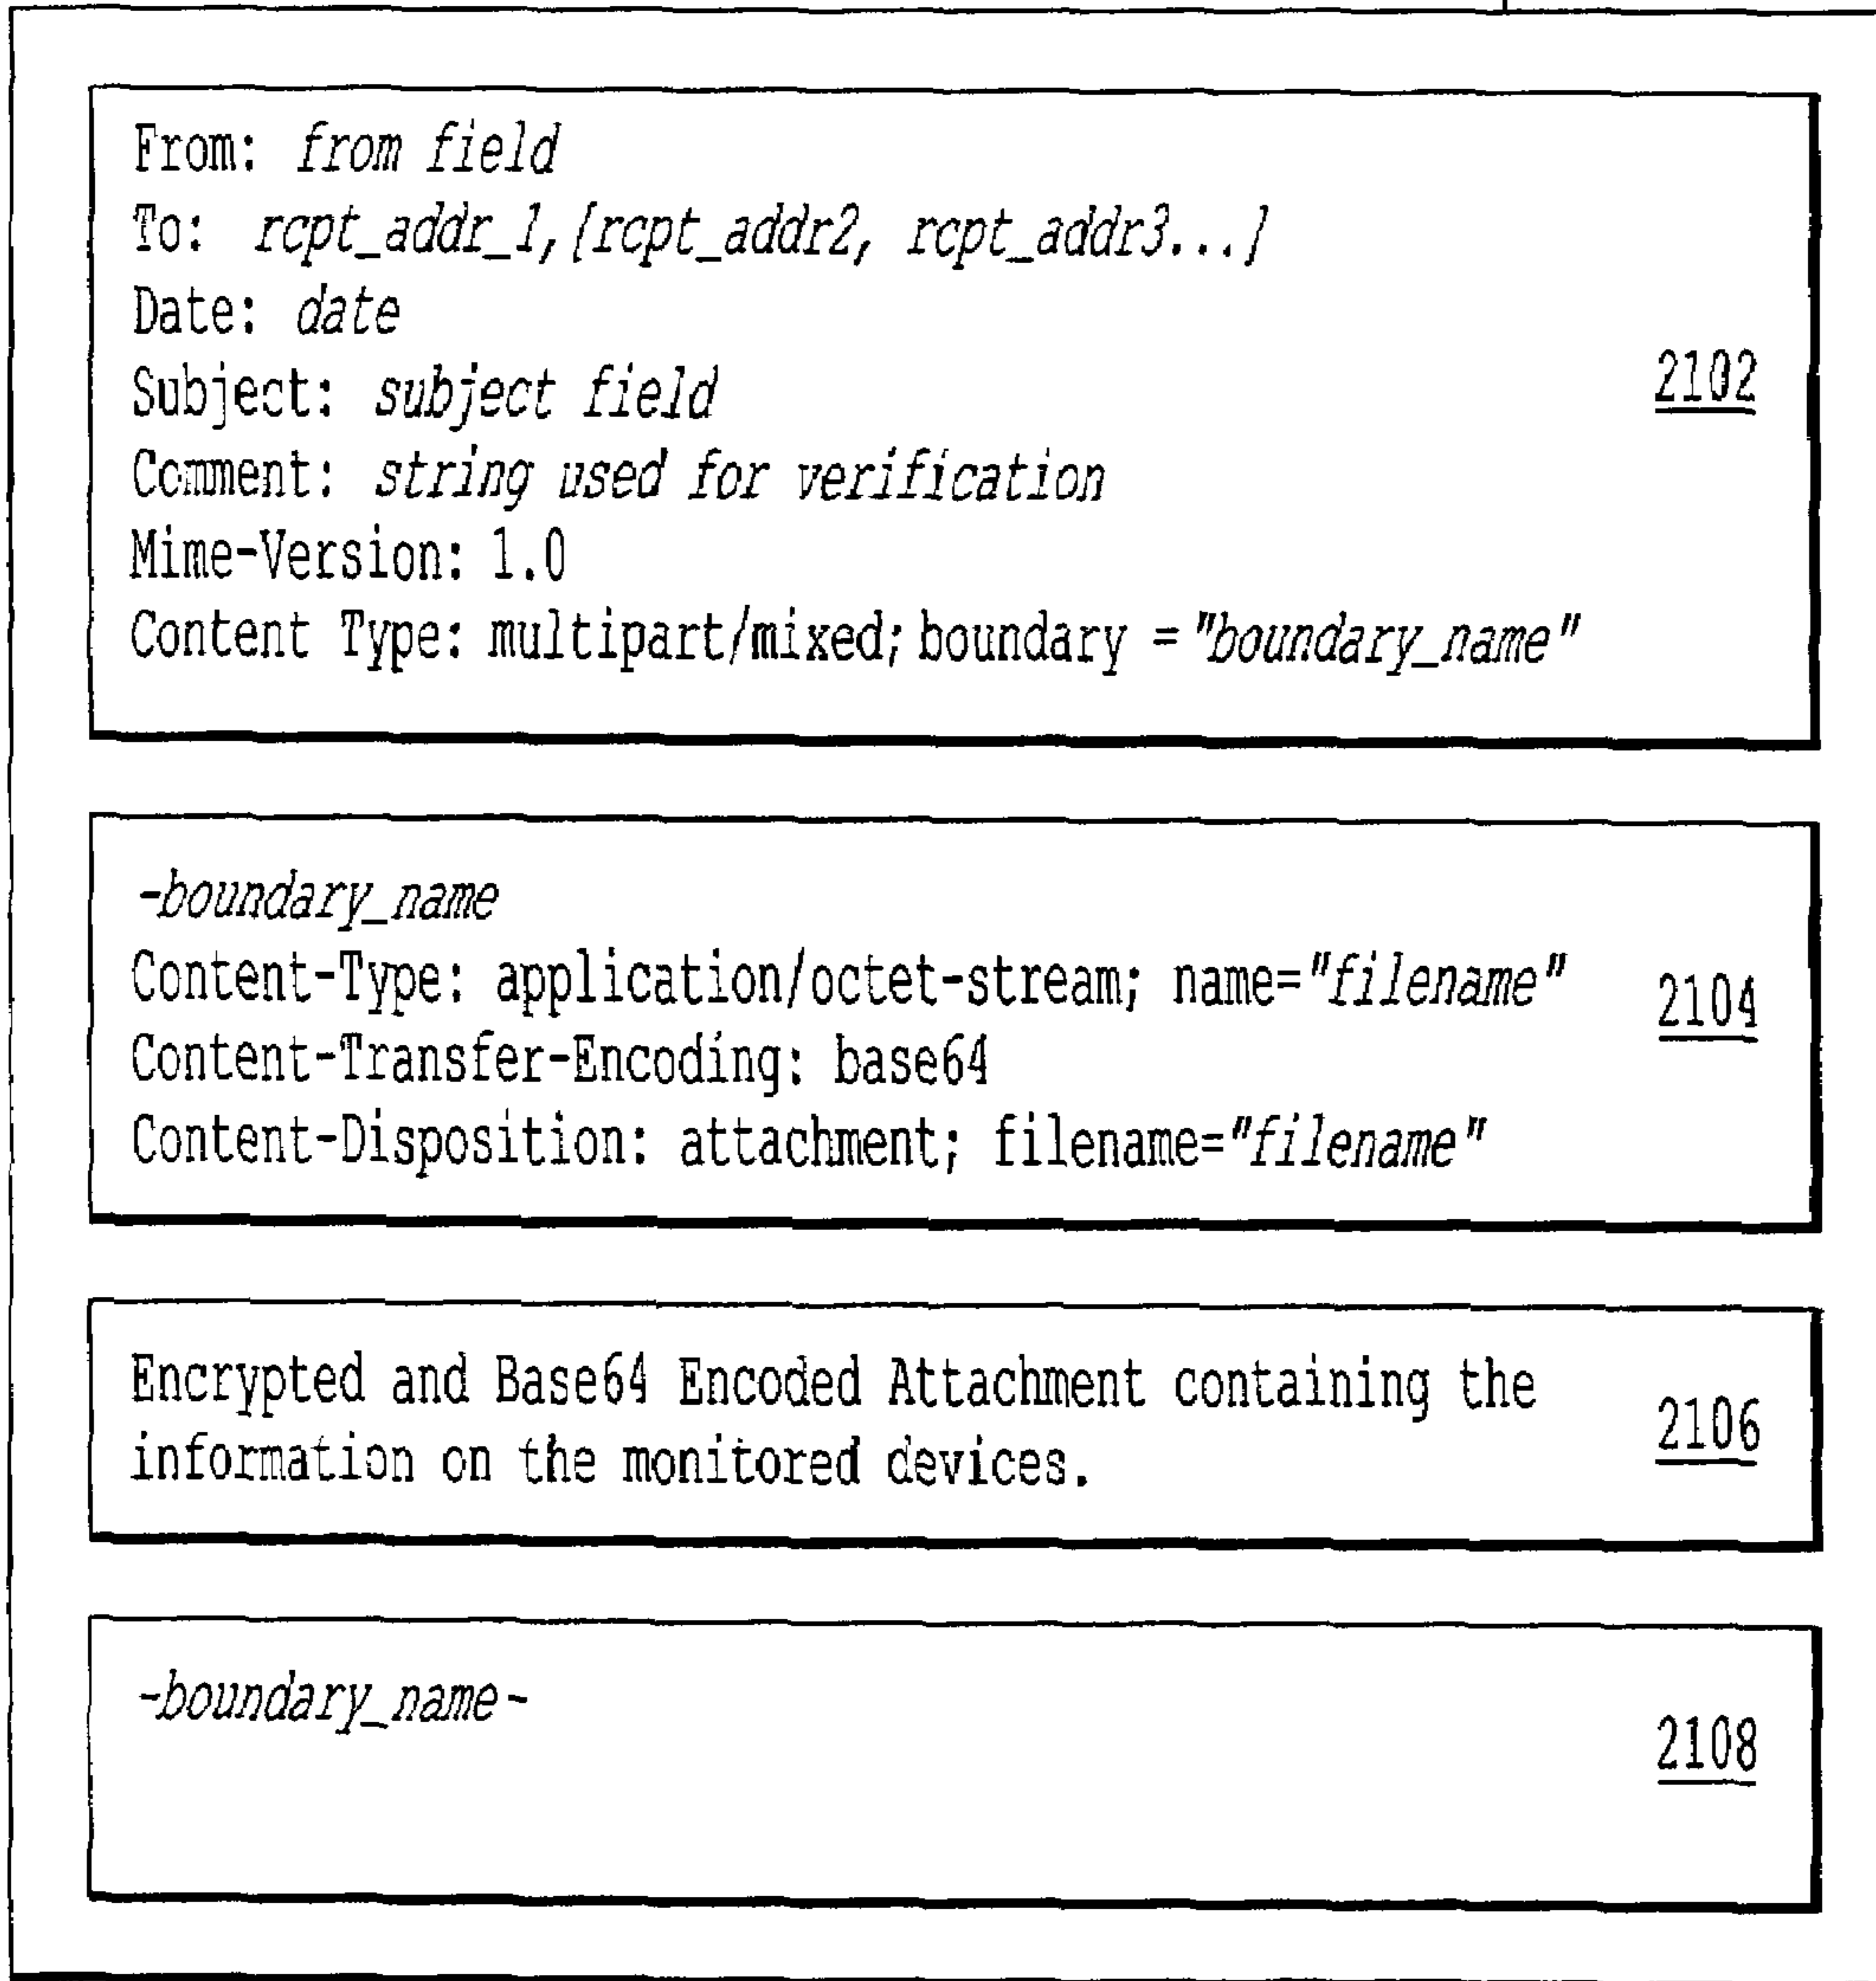 From: from field
To: rcpt_addr_1,[rcpt_addr2, rcpt_addr3...]
Date: date
Subject: subject field
2102
Comment: string used for verification
Mime-Version: 1.0
Content Type: multipart/mixed; boundary ="boundary_name"
-boundary_name
Content-Type: application/octet-stream; name="filename"
2104
Content-Transfer-Encoding: base64
Content-Disposition: attachment; filename="filename"
Encrypted and Base64 Encoded Attachment containing the
2106
information on the monitored devices.
-boundary_name-
2108